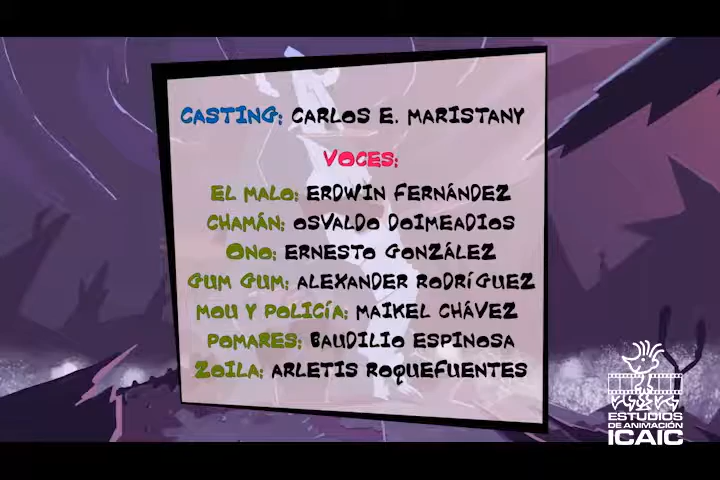 CASTING: CARLOS E. MARISTANY
VOCES:
EL MALO: ERDWIN FERNÁNDEZ
CHAMÁN: OSVALDO DOIMEADIOS
ONO: ERNESTO GONZÁLEZ
GUM GUM: ALEXANDER RODRÍGUEZ
MOU Y POLICÍA: MAIKEL CHÁVEZ
POMARES: BAUDILIO ESPINOSA
ZOILA: ARLETIS ROQUEFUENTES
ESTUDIOS
DE ANIMACIÓN
ICAIC